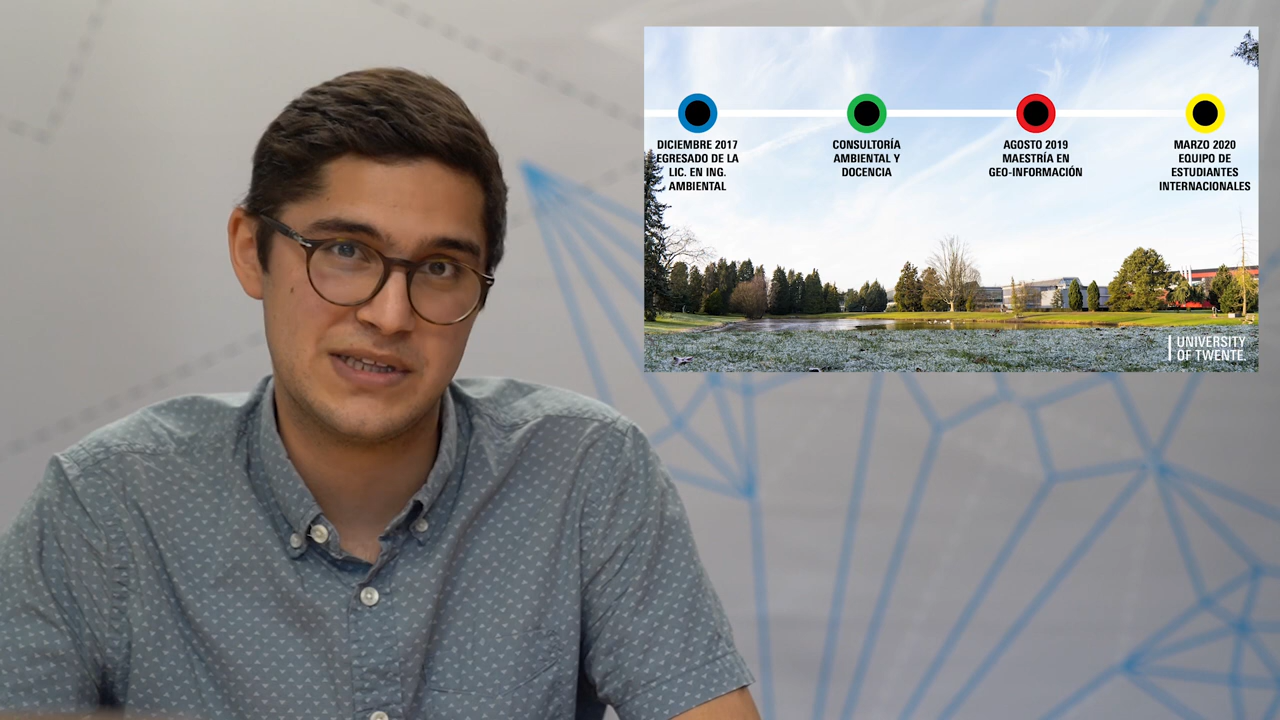 DICIEMBRE 2017
EGRESADO DE LA
LIC. EN ING.
AMBIENTAL
CONSULTORÍA
AMBIENTAL Y
DOCENCIA
AGOSTO 2019
MAESTRÍA EN
GEO-INFORMACIÓN
MARZO 2020
EQUIPO DE
ESTUDIANTES
INTERNACIONALES
UNIVERSITY
OF TWENTE.